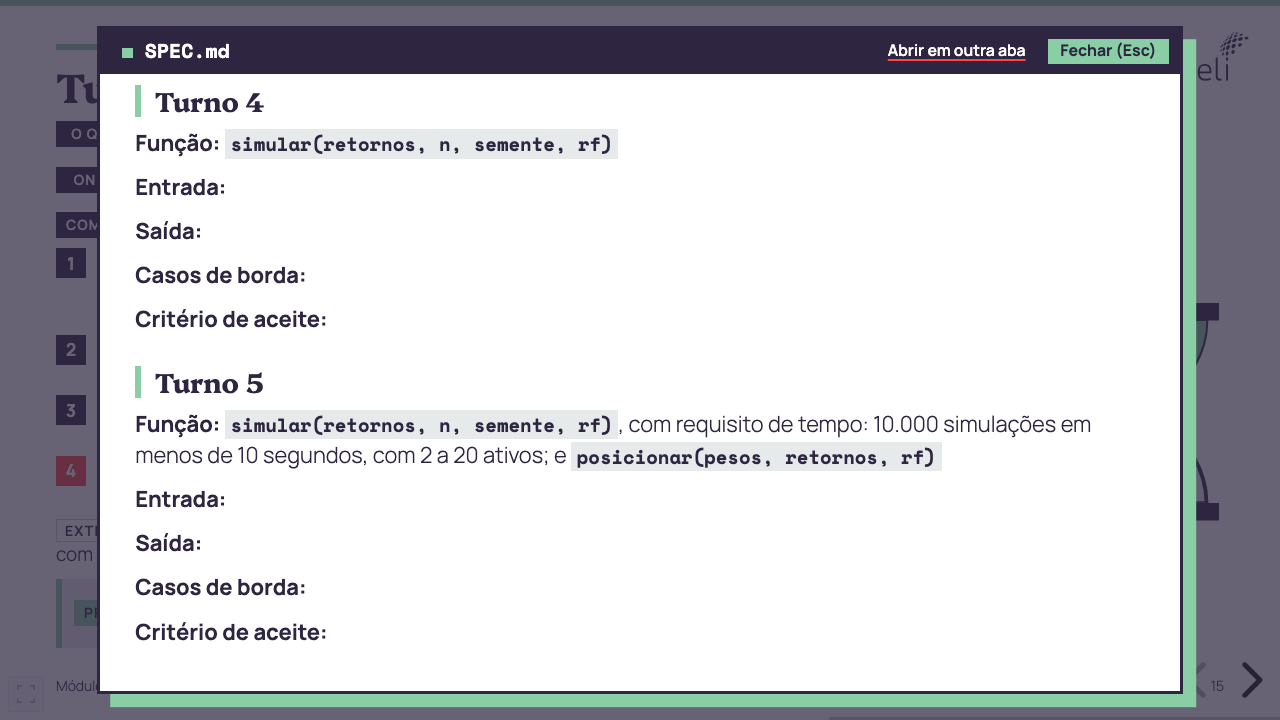 SPEC.md
Abrir em outra aba
Fechar (Esc)
Turno 4
Função: simular(retornos, n, semente, rf)
Entrada:
Saída:
Casos de borda:
Critério de aceite:
Turno 5
Função: simular(retornos, n, semente, rf), com requisito de tempo: 10.000 simulações em
menos de 10 segundos, com 2 a 20 ativos; e posicionar(pesos, retornos, rf)
Entrada:
Saída:
Casos de borda:
Critério de aceite:
1
2
3
4
com
15